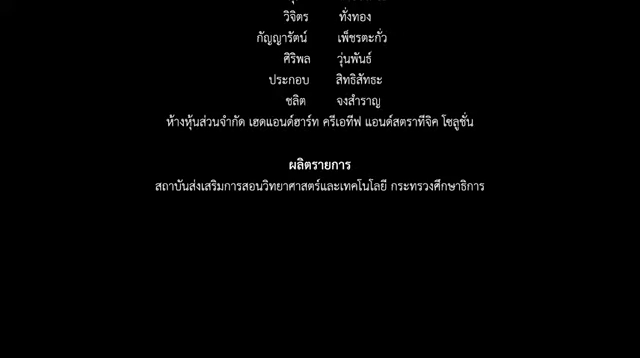 วิจิตร ทั่งทอง
กัญญารัตน์ เพ็ชรตะกั่ว
ศิริพล วุ่นพันธ์
ประกอบ สิทธิสัทธะ
ชลิต จงสำราญ
ห้างหุ้นส่วนจำกัด เฮดแอนด์ฮาร์ท ครีเอทีฟ แอนด์สตราทีจิค โซลูชั่น
ผลิตรายการ
สถาบันส่งเสริมการสอนวิทยาศาสตร์และเทคโนโลยี กระทรวงศึกษาธิการ